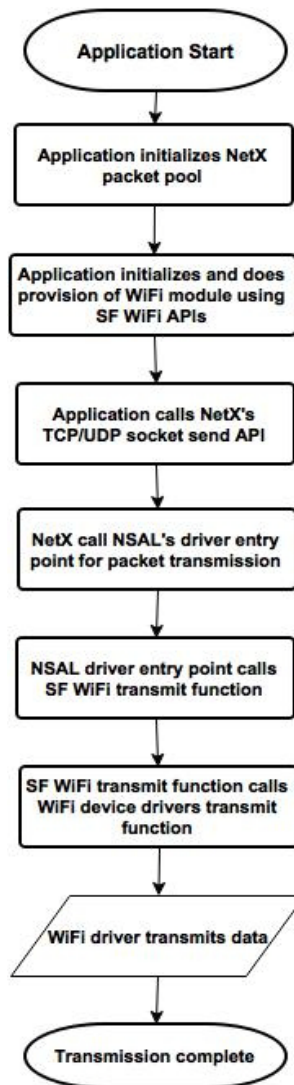 Application Start
Application initializes NetX
packet pool
Application initializes and does
provision of WiFi module using
SF WiFi APIs
Application calls NetX's
TCP/UDP socket send API
NetX call NSAL's driver entry
point for packet transmission
NSAL driver entry point calls
SF WiFi transmit function
SF WiFi transmit function calls
WiFi device drivers transmit
function
WiFi driver transmits data
Transmission complete